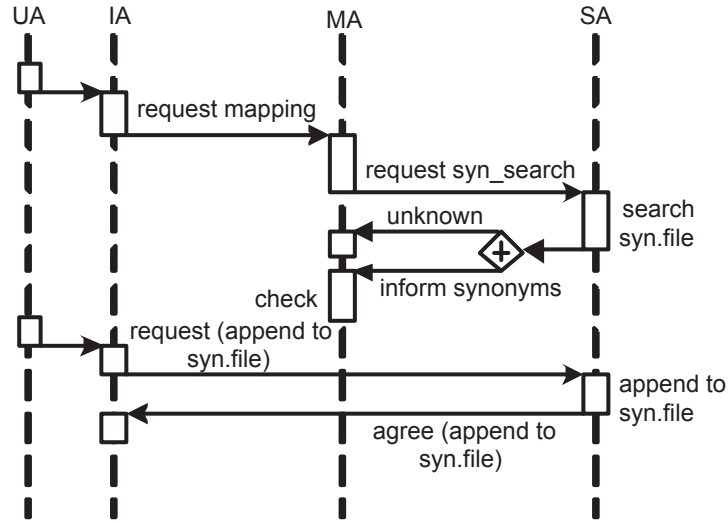 UA
IA
MA
SA
request mapping
request syn_search
search
syn.file
unknown
inform synonyms
check
request (append to
syn.file)
append to
syn.file
agree (append to
syn.file)